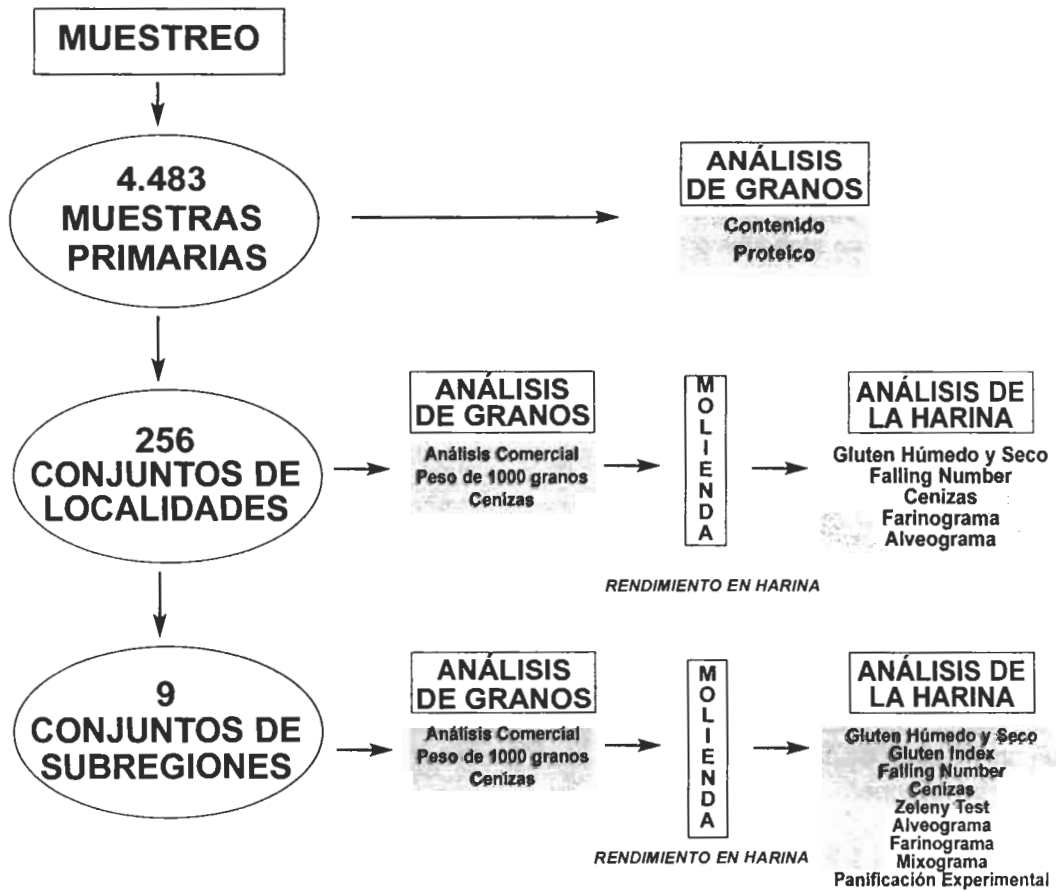 MUESTREO
4.483
MUESTRAS
PRIMARIAS
ANÁLISIS
DE GRANOS
Contenido
Proteico
256
CONJUNTOS DE
LOCALIDADES
ANÁLISIS
DE GRANOS
Análisis Comercial
Peso de 1000 granos
Cenizas
MOLIENDA
RENDIMIENTO EN HARINA
ANÁLISIS DE
LA HARINA
Gluten Húmedo y Seco
Falling Number
Cenizas
Farinograma
Alveograma
9
CONJUNTOS DE
SUBREGIONES
ANÁLISIS
DE GRANOS
Análisis Comercial
Peso de 1000 granos
Cenizas
MOLIENDA
RENDIMIENTO EN HARINA
ANÁLISIS DE
LA HARINA
Gluten Húmedo y Seco
Gluten Index
Falling Number
Cenizas
Zeleny Test
Alveograma
Farinograma
Mixograma
Panificación Experimental